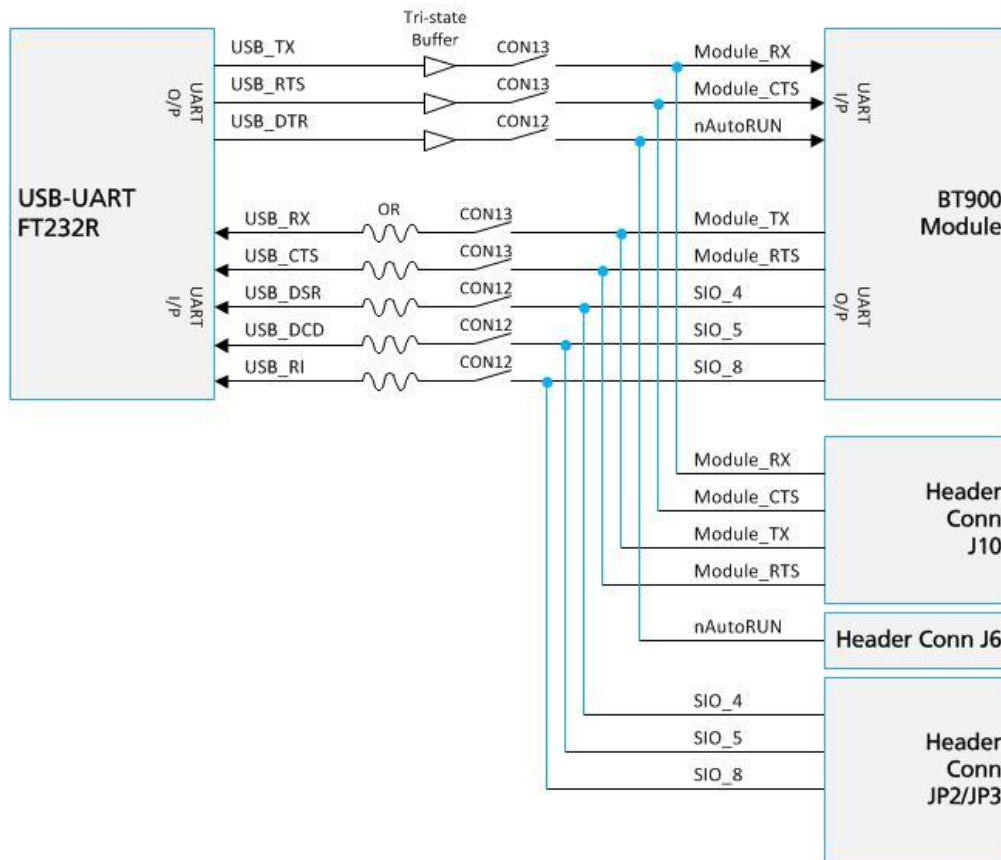 Tri-state
Buffer
USB_TX CON13 Module_RX
USB_RTS CON13 Module_CTS
USB_DTR CON12 nAutoRUN
UART
O/P
UART
I/P
USB-UART
FT232R
BT900
Module
USB_RX OR CON13 Module_TX
USB_CTS CON13 Module_RTS
USB_DSR CON12 SIO_4
USB_DCD CON12 SIO_5
USB_RI CON12 SIO_8
UART
I/P
UART
O/P
Module_RX
Module_CTS
Module_TX
Module_RTS
Header
Conn
J10
nAutoRUN
Header Conn J6
SIO_4
SIO_5
SIO_8
Header
Conn
JP2/JP3